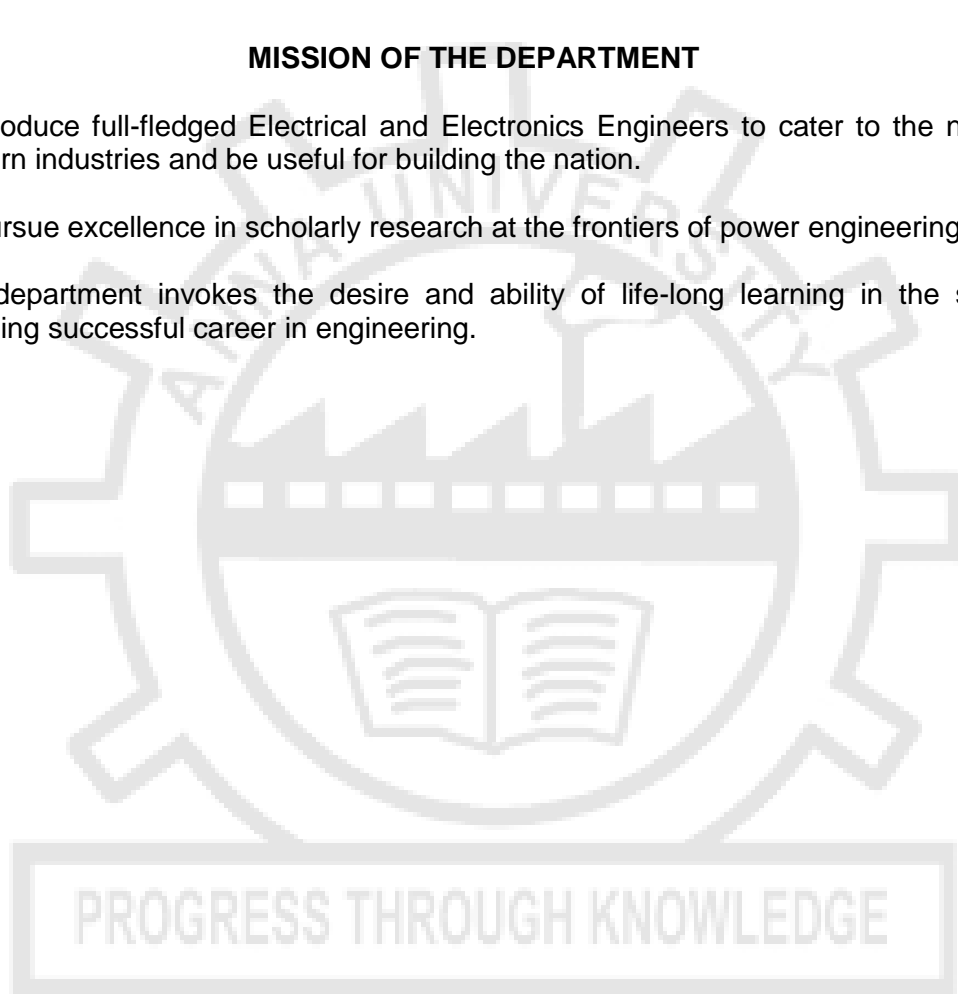 MISSION OF THE DEPARTMENT
oduce full-fledged Electrical and Electronics Engineers to cater to the n
rn industries and be useful for building the nation.
rsue excellence in scholarly research at the frontiers of power engineering
department invokes the desire and ability of life-long learning in the s
ing successful career in engineering.
ANNA UNIVERSITY
PROGRESS THROUGH KNOWLEDGE